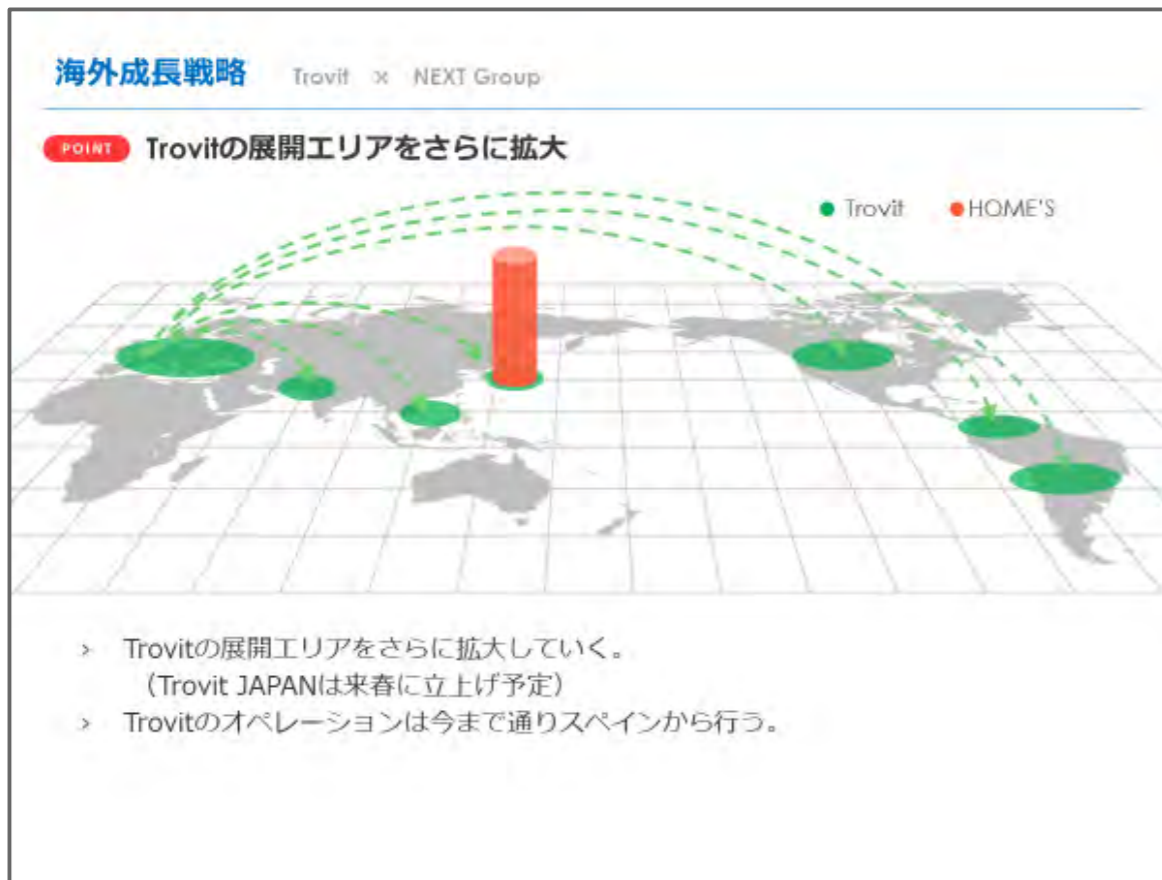 海外成長戦略 Trovit × NEXT Group
POINT Trovitの展開エリアをさらに拡大
Trovit HOME'S
› Trovitの展開エリアをさらに拡大していく。
（Trovit JAPANは来春に立上げ予定）
› Trovitのオペレーションは今まで通りスペインから行う。